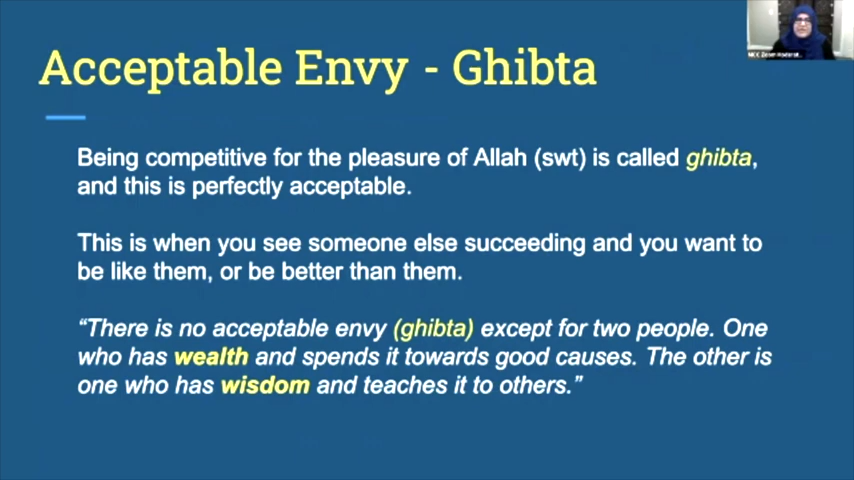 Acceptable Envy - Ghibta
Being competitive for the pleasure of Allah (swt) is called ghibta,
and this is perfectly acceptable.
This is when you see someone else succeeding and you want to
be like them, or be better than them.
“There is no acceptable envy (ghibta) except for two people. One
who has wealth and spends it towards good causes. The other is
one who has wisdom and teaches it to others.”